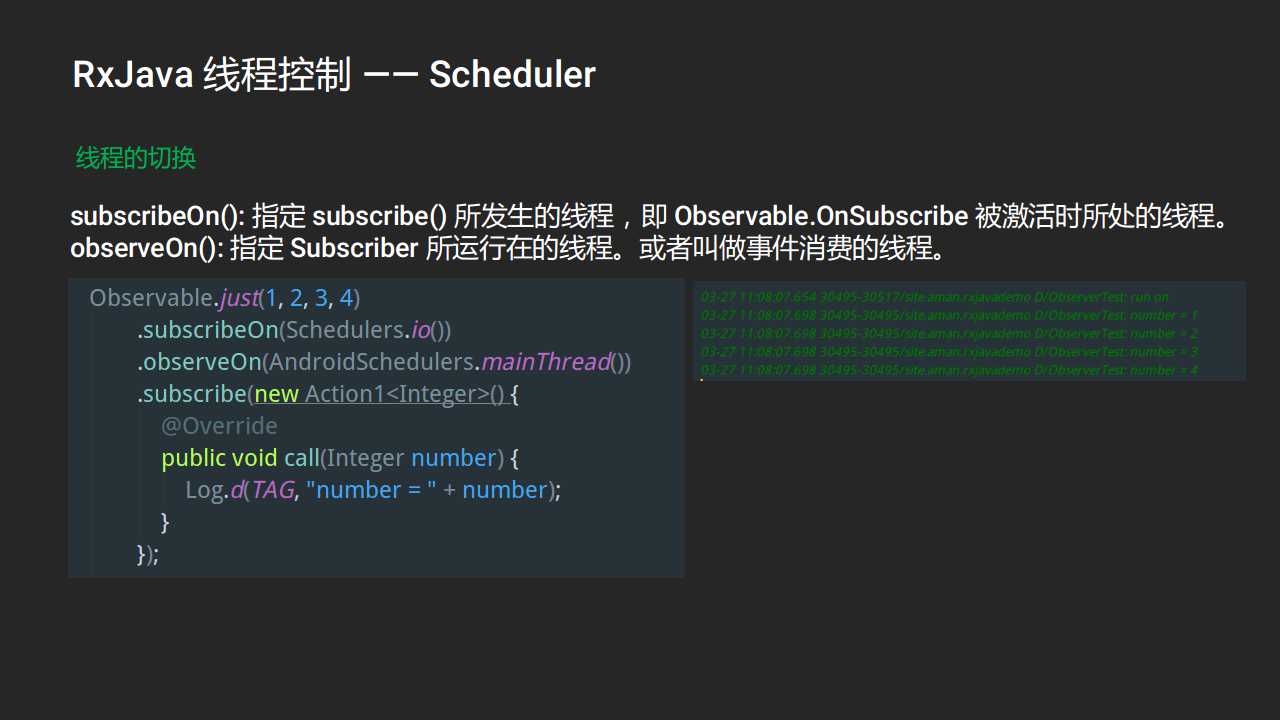 RxJava 线程控制 —— Scheduler
线程的切换
subscribeOn(): 指定 subscribe() 所发生的线程，即 Observable.OnSubscribe 被激活时所处的线程。
observeOn(): 指定 Subscriber 所运行在的线程。或者叫做事件消费的线程。
Observable.just(1, 2, 3, 4)
.subscribeOn(Schedulers.io())
.observeOn(AndroidSchedulers.mainThread())
.subscribe(new Action1<Integer>() {
@Override
public void call(Integer number) {
Log.d(TAG, "number = " + number);
}
});
03-27 11:08:07.654 30495-30517/site.aman.rxjavademo D/ObserverTest: run on
03-27 11:08:07.698 30495-30495/site.aman.rxjavademo D/ObserverTest: number = 1
03-27 11:08:07.698 30495-30495/site.aman.rxjavademo D/ObserverTest: number = 2
03-27 11:08:07.698 30495-30495/site.aman.rxjavademo D/ObserverTest: number = 3
03-27 11:08:07.698 30495-30495/site.aman.rxjavademo D/ObserverTest: number = 4